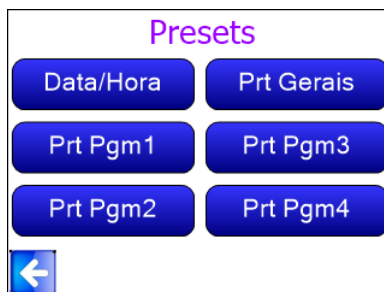 Presets
Data/Hora Prt Gerais
Prt Pgm1 Prt Pgm3
Prt Pgm2 Prt Pgm4